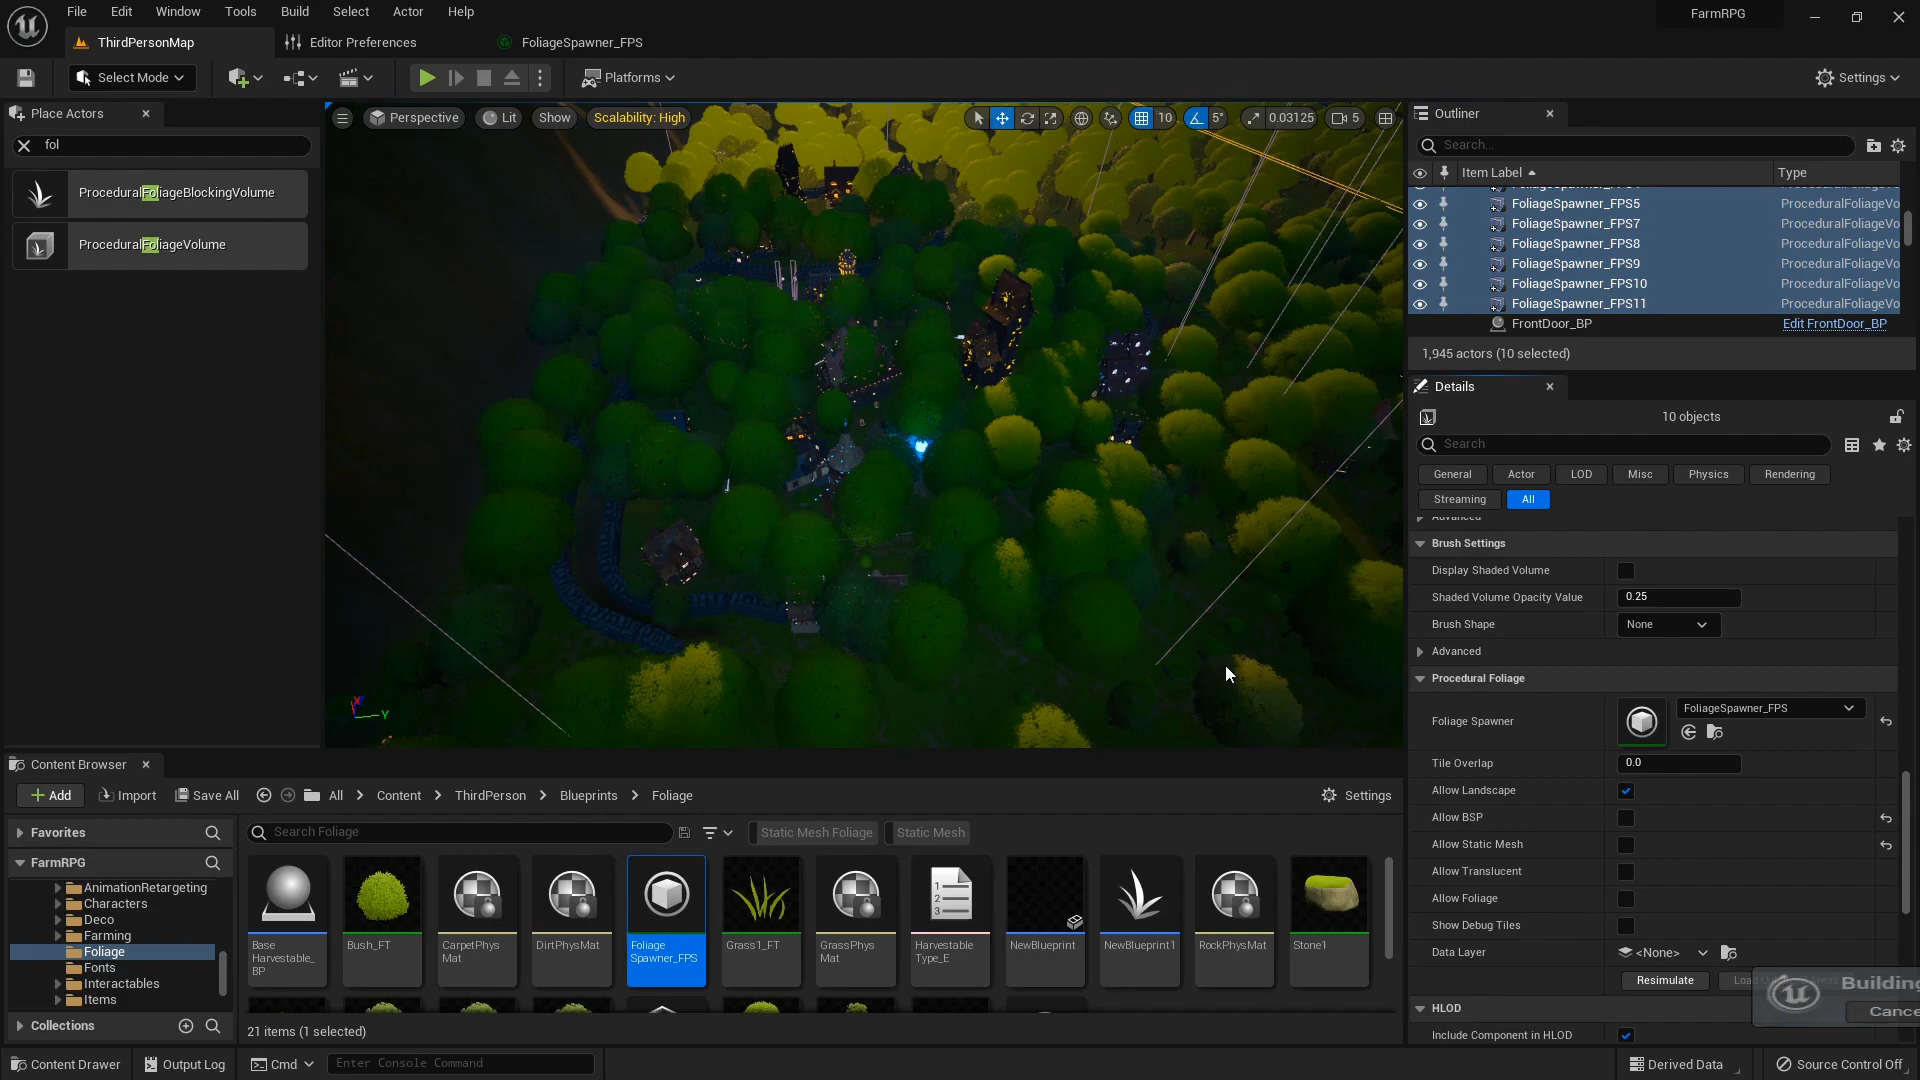 File Edit Window Tools Build Select Actor Help
FarmRPG
ThirdPersonMap
Editor Preferences
FoliageSpawner_FPS
Select Mode
Platforms
Settings
Place Actors
fol
ProceduralFoliageBlockingVolume
ProceduralFoliageVolume
Perspective
Lit
Show
Scalability: High
10
5°
0.03125
5
Outliner
Search...
Item Label
Type
FoliageSpawner_FPS5 ProceduralFoliageVo
FoliageSpawner_FPS7 ProceduralFoliageVo
FoliageSpawner_FPS8 ProceduralFoliageVo
FoliageSpawner_FPS9 ProceduralFoliageVo
FoliageSpawner_FPS10 ProceduralFoliageVo
FoliageSpawner_FPS11 ProceduralFoliageVo
FrontDoor_BP Edit FrontDoor_BP
1,945 actors (10 selected)
Details
10 objects
Search
General Actor LOD Misc Physics Rendering
Streaming All
Advanced
Brush Settings
Display Shaded Volume
Shaded Volume Opacity Value 0.25
Brush Shape None
Advanced
Procedural Foliage
Foliage Spawner FoliageSpawner_FPS
Tile Overlap 0.0
Allow Landscape
Allow BSP
Allow Static Mesh
Allow Translucent
Allow Foliage
Show Debug Tiles
Data Layer <None>
Resimulate
Building
Cance
HLOD
Include Component in HLOD
Content Browser
Add
Import
Save All
All > Content > ThirdPerson > Blueprints > Foliage
Settings
Favorites
FarmRPG
AnimationRetargeting
Characters
Deco
Farming
Foliage
Fonts
Interactables
Items
Collections
Search Foliage
Static Mesh Foliage
Static Mesh
Base
Harvestable_
BP
Bush_FT
CarpetPhys
Mat
DirtPhysMat
Foliage
Spawner_FPS
Grass1_FT
GrassPhys
Mat
Harvestable
Type_E
NewBlueprint
NewBlueprint1
RockPhysMat
Stone1
21 items (1 selected)
Content Drawer
Output Log
Cmd
Enter Console Command
Derived Data
Source Control Off